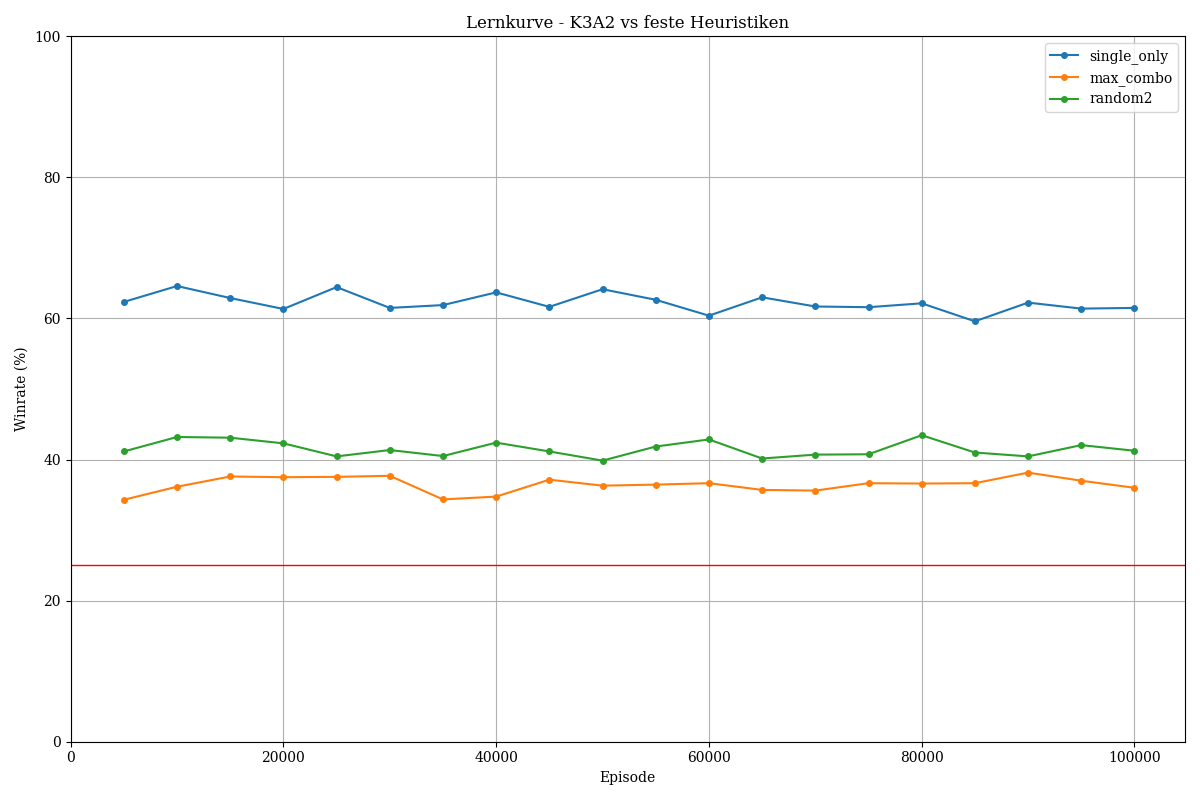 Lernkurve - K3A2 vs feste Heuristiken
100
80
60
40
20
0
Winrate (%)
single_only
max_combo
random2
0 20000 40000 60000 80000 100000
Episode